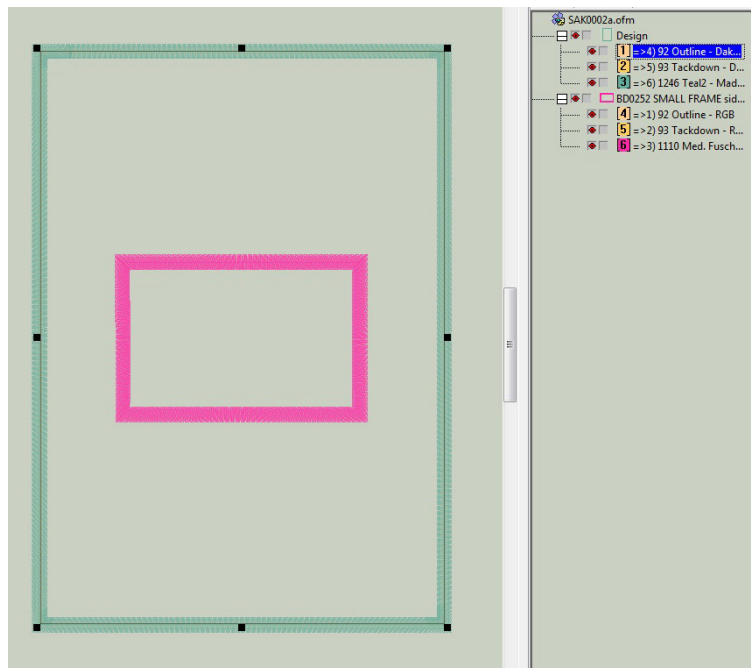 SAK0002a.ofm
Design
1 =>4) 92 Outline - Dak...
2 =>5) 93 Tackdown - D...
3 =>6) 1246 Teal2 - Mad...
BD0252 SMALL FRAME sid...
4 =>1) 92 Outline - RGB
5 =>2) 93 Tackdown - R...
6 =>3) 1110 Med. Fusch...